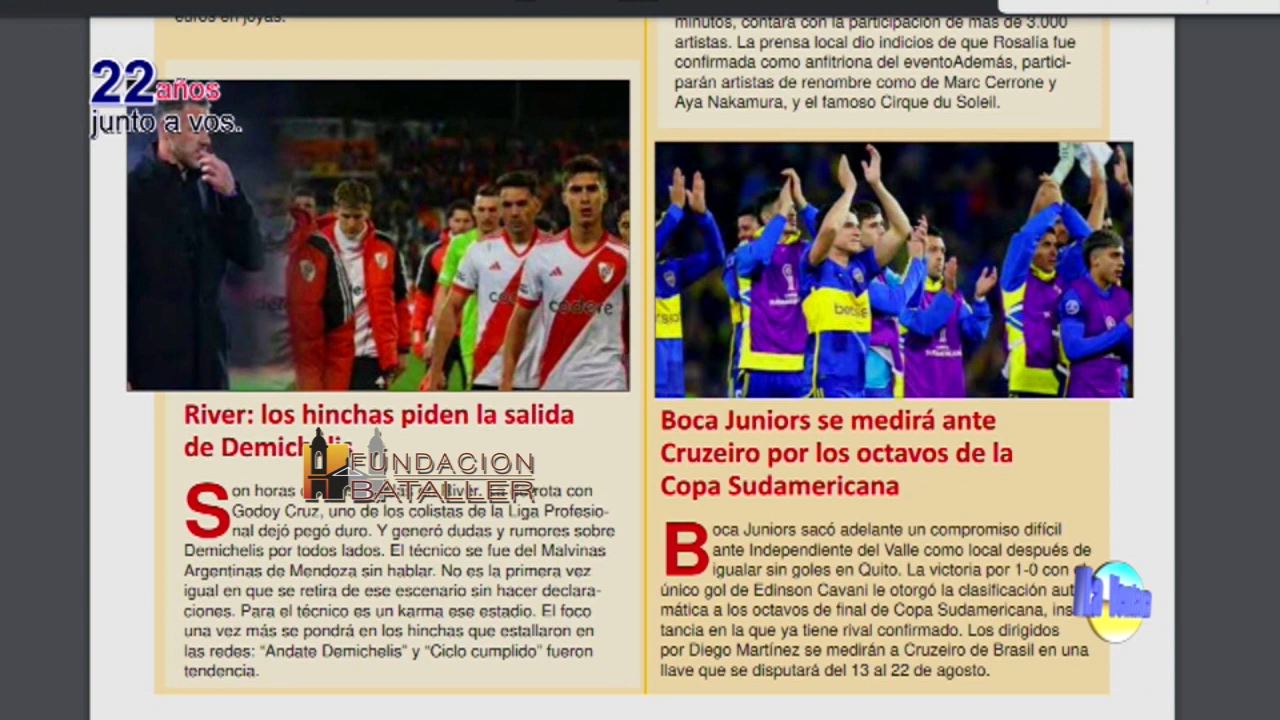 euros en joyas.
22 años
junto a vos.
River: los hinchas piden la salida
de Demichelis
FUNDACION
BATALLER
Son horas River. derrota con
Godoy Cruz, uno de los colistas de la Liga Profesio-
nal dejó pegó duro. Y generó dudas y rumores sobre
Demichelis por todos lados. El técnico se fue del Malvinas
Argentinas de Mendoza sin hablar. No es la primera vez
igual en que se retira de ese escenario sin hacer declara-
ciones. Para el técnico es un karma ese estadio. El foco
una vez más se pondrá en los hinchas que estallaron en
las redes: “Andate Demichelis” y “Ciclo cumplido” fueron
tendencia.
minutos, contará con la participación de más de 3.000
artistas. La prensa local dio indicios de que Rosalía fue
confirmada como anfitriona del eventoAdemás, partici-
parán artistas de renombre como de Marc Cerrone y
Aya Nakamura, y el famoso Cirque du Soleil.
Boca Juniors se medirá ante
Cruzeiro por los octavos de la
Copa Sudamericana
Boca Juniors sacó adelante un compromiso difícil
ante Independiente del Valle como local después de
igualar sin goles en Quito. La victoria por 1-0 con
único gol de Edinson Cavani le otorgó la clasificación aut
mática a los octavos de final de Copa Sudamericana, ins
tancia en la que ya tiene rival confirmado. Los dirigidos
por Diego Martínez se medirán a Cruzeiro de Brasil en una
llave que se disputará del 13 al 22 de agosto.